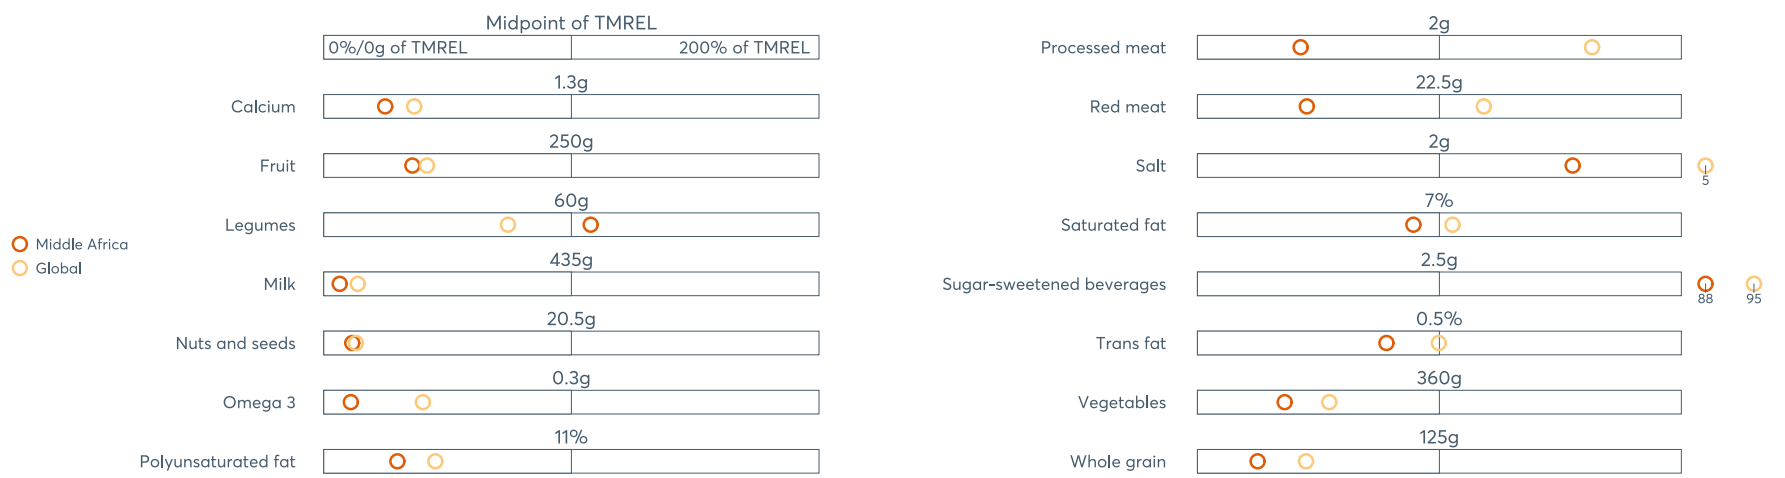 Midpoint of TMREL
0%/0g of TMREL
200% of TMREL
1.3g
Calcium
250g
Fruit
60g
Legumes
435g
Milk
20.5g
Nuts and seeds
0.3g
Omega 3
11%
Polyunsaturated fat
Middle Africa
Global
2g
Processed meat
22.5g
Red meat
2g
Salt
5
7%
Saturated fat
2.5g
Sugar-sweetened beverages
88
95
0.5%
Trans fat
360g
Vegetables
125g
Whole grain